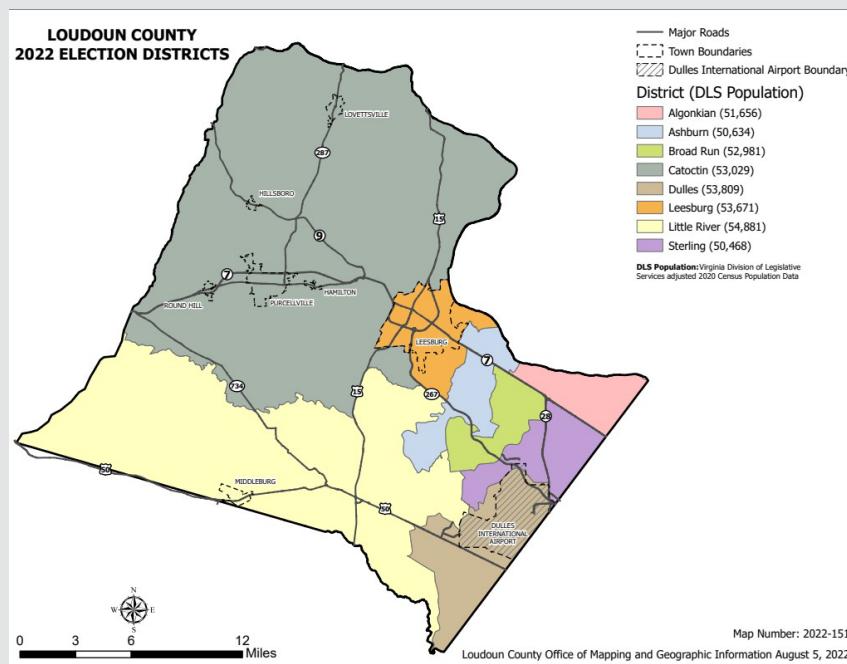 LOUDOUN COUNTY
2022 ELECTION DISTRICTS
Major Roads
Town Boundaries
Dulles International Airport Boundary
District (DLS Population)
Algonkian (51,656)
Ashburn (50,634)
Broad Run (52,981)
Catoctin (53,029)
Dulles (53,809)
Leesburg (53,671)
Little River (54,881)
Sterling (50,468)
DLS Population: Virginia Division of Legislative
Services adjusted 2020 Census Population Data
LOVETTSVILLE
287
HILLSBORO
15
9
7
ROUND HILL
PURCELLVILLE
HAMILTON
LEESBURG
7
734
15
267
28
50
MIDDLEBURG
50
DULLES
INTERNATIONAL
AIRPORT
N
W E
S
0 3 6 12
Miles
Map Number: 2022-151
Loudoun County Office of Mapping and Geographic Information August 5, 2022